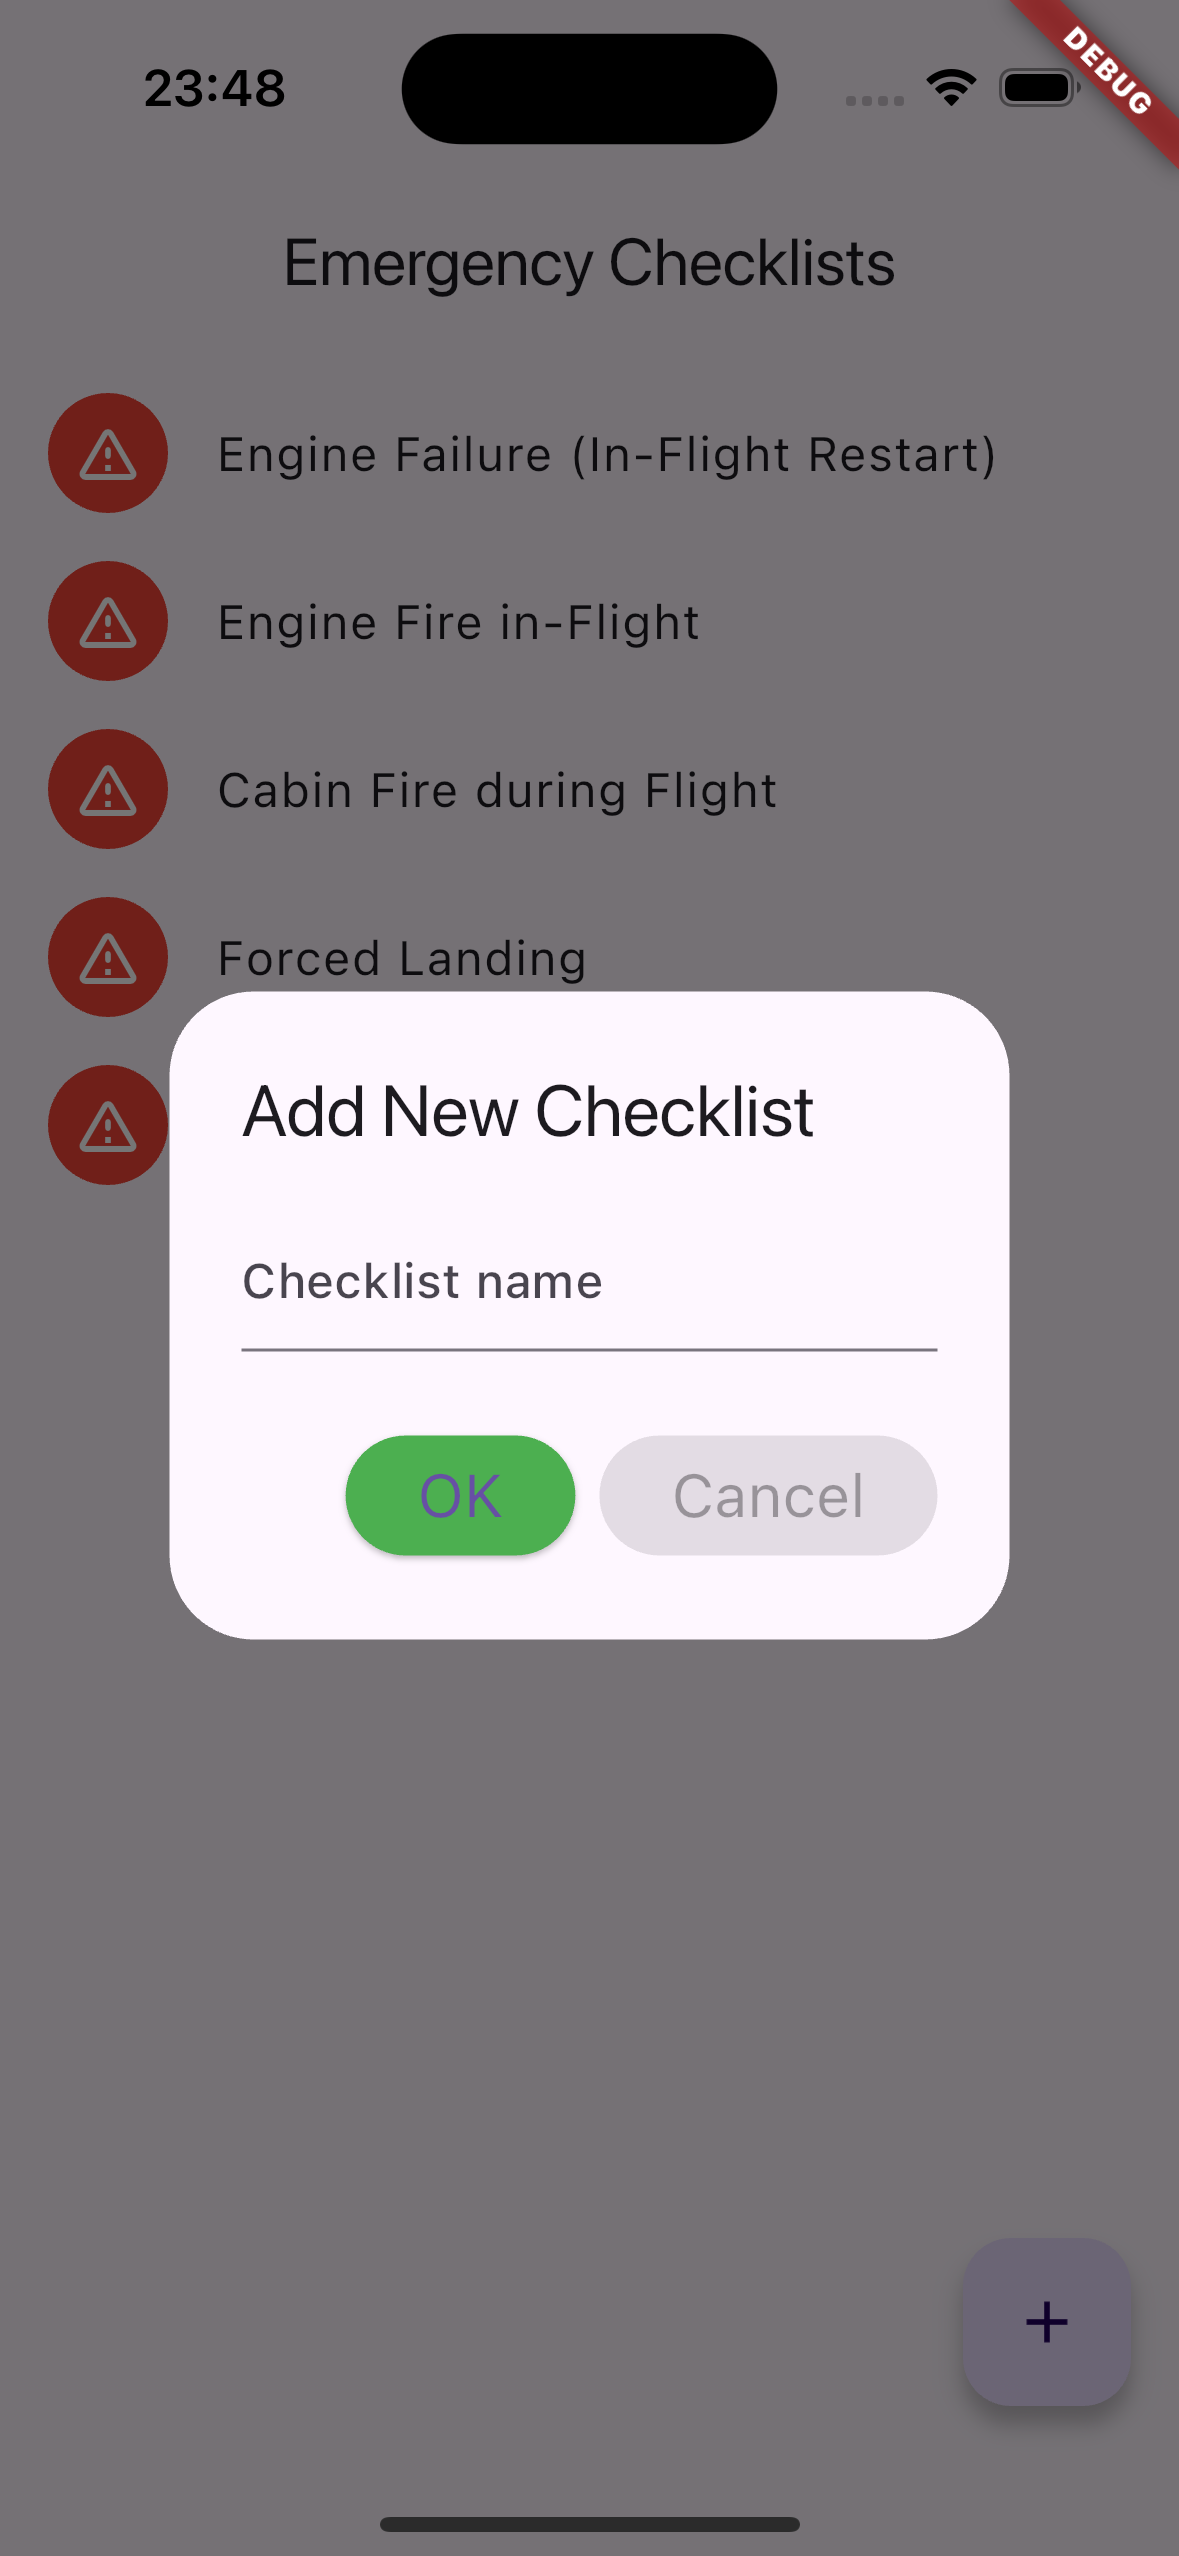 23:48
DEBUG
Emergency Checklists
Engine Failure (In-Flight Restart)
Engine Fire in-Flight
Cabin Fire during Flight
Forced Landing
Add New Checklist
Checklist name
OK
Cancel